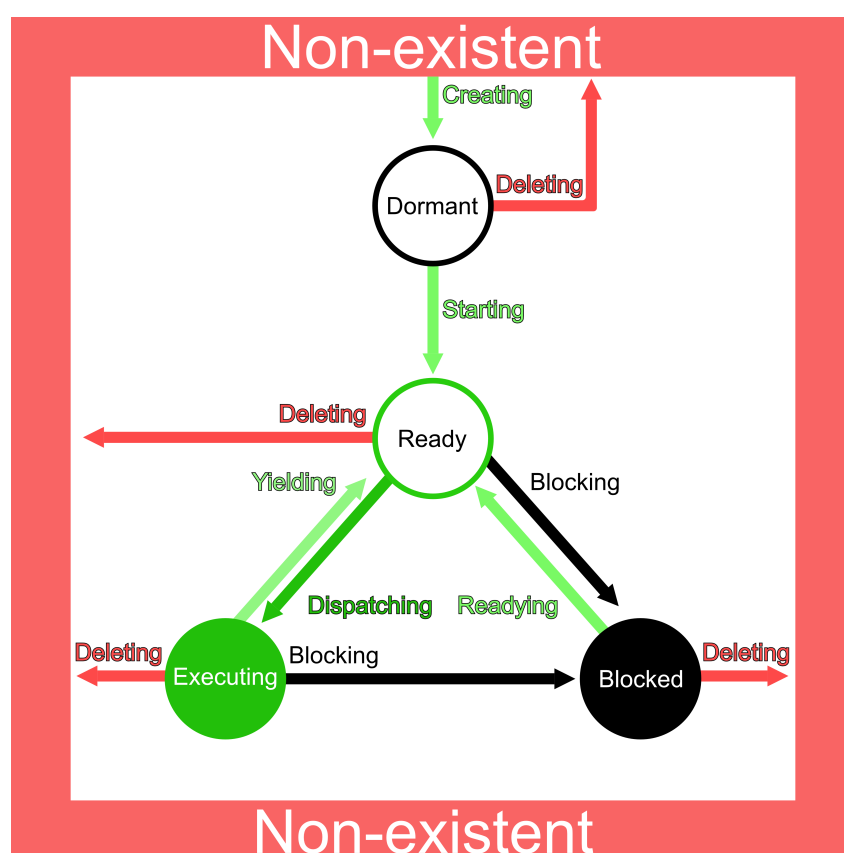 Non-existent
Creating
Deleting
Dormant
Starting
Deleting
Ready
Yielding
Blocking
Dispatching
Readying
Deleting
Blocking
Deleting
Executing
Blocked
Non-existent